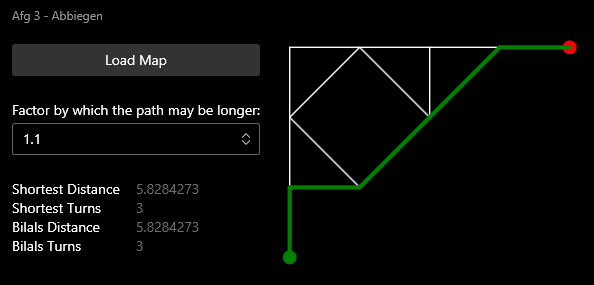 Afg 3 - Abbiegen
Load Map
Factor by which the path may be longer:
1.1
Shortest Distance 5.8284273
Shortest Turns 3
Bilals Distance 5.8284273
Bilals Turns 3